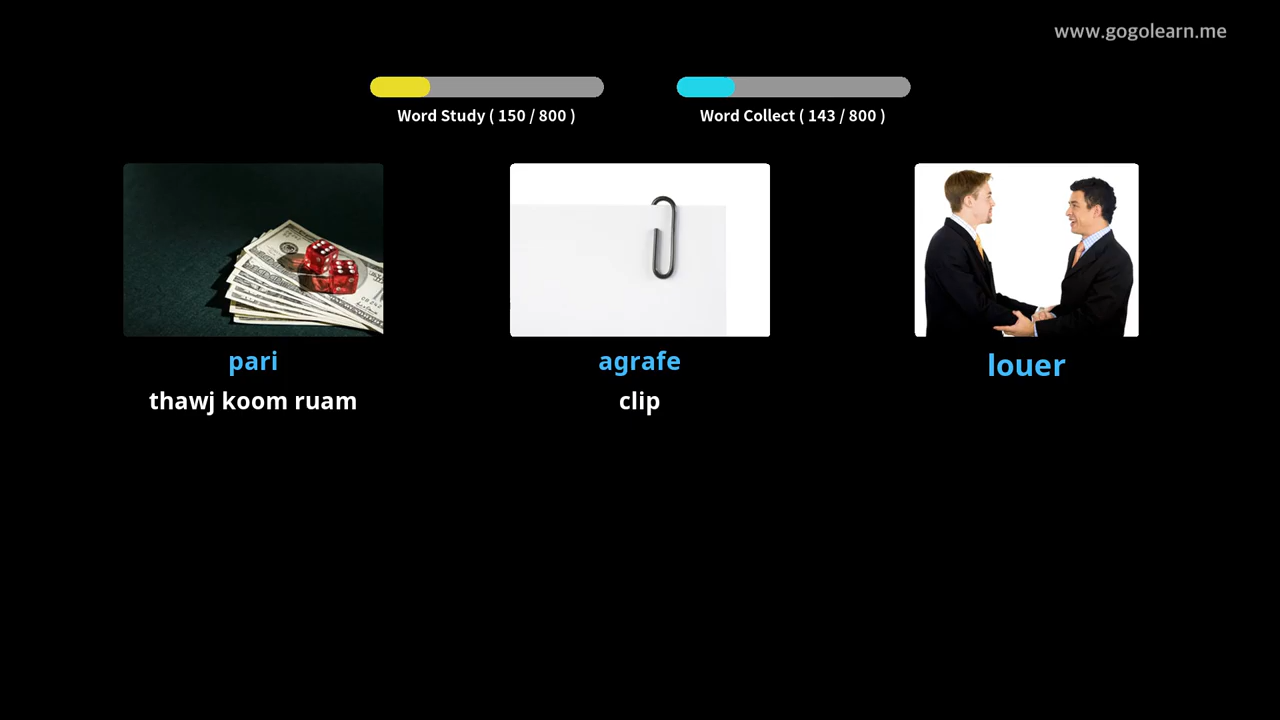 www.gogolearn.me
Word Study ( 150 / 800 )
Word Collect ( 143 / 800 )
pari
thawj koom ruam
agrafe
clip
louer